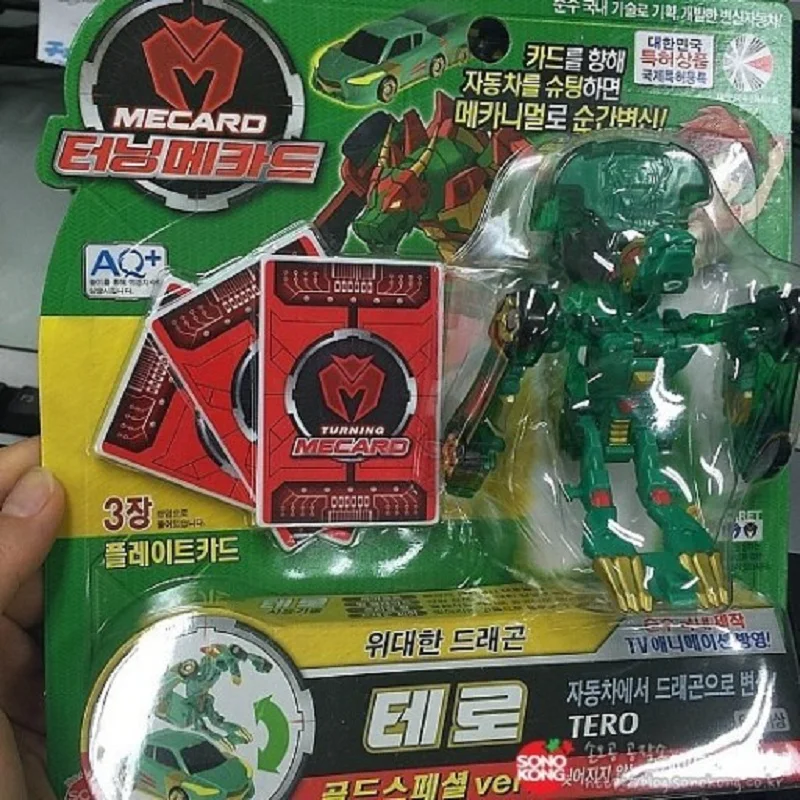 순수 국내 기술로 기획, 개발한 변신자동차!
MECARD
터닝메카드
카드를 향해
자동차를 슈팅하면
메카니멀로 순간변신!
대한민국
특허상품
국제특허등록
AQ+
TURNING
MECARD
3장
플레이트카드
위대한 드래곤
TV 애니메이션 방영!
테로
자동차에서 드래곤으로
TERO
골드스페셜 ver
SONO
KONG